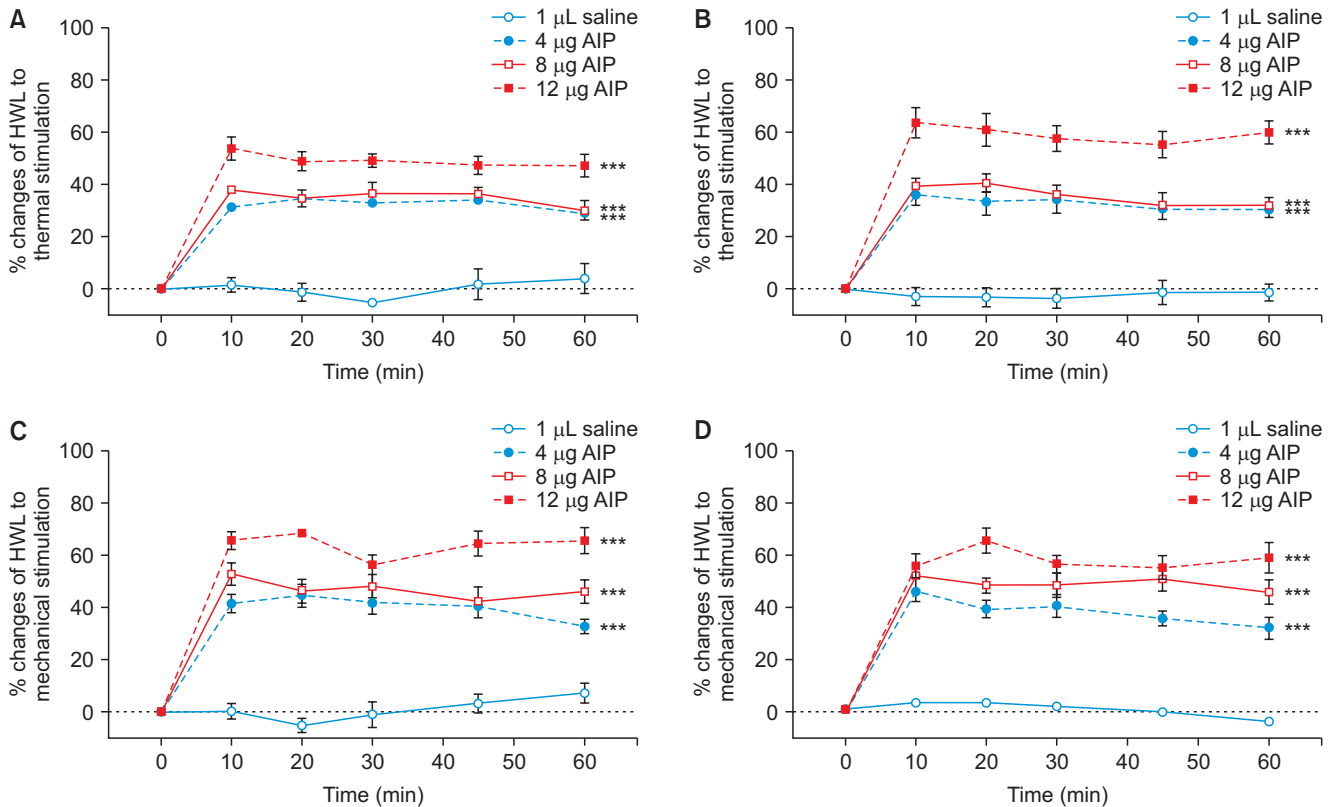 A
1 μL saline
4 μg AIP
8 μg AIP
12 μg AIP
% changes of HWL to
thermal stimulation
100
80
60
40
20
0
***
***
***
0 10 20 30 40 50 60
Time (min)
B
1 μL saline
4 μg AIP
8 μg AIP
12 μg AIP
% changes of HWL to
thermal stimulation
100
80
60
40
20
0
***
***
***
0 10 20 30 40 50 60
Time (min)
C
1 μL saline
4 μg AIP
8 μg AIP
12 μg AIP
% changes of HWL to
mechanical stimulation
100
80
60
40
20
0
***
***
***
0 10 20 30 40 50 60
Time (min)
D
1 μL saline
4 μg AIP
8 μg AIP
12 μg AIP
% changes of HWL to
mechanical stimulation
100
80
60
40
20
0
***
***
***
0 10 20 30 40 50 60
Time (min)